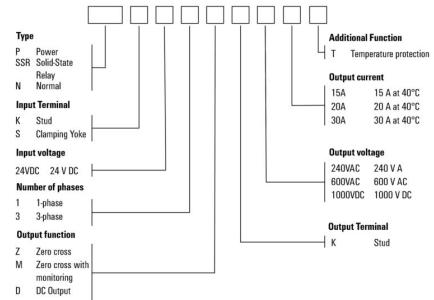 Type
P Power
SSR Solid-State
Relay
N Normal
Input Terminal
K Stud
S Clamping Yoke
Input voltage
24VDC 24 V DC
Number of phases
1 1-phase
3 3-phase
Output function
Z Zero cross
M Zero cross with
monitoring
D DC Output
Additional Function
T Temperature protection
Output current
15A 15 A at 40°C
20A 20 A at 40°C
30A 30 A at 40°C
Output voltage
240VAC 240 V A
600VAC 600 V AC
1000VDC 1000 V DC
Output Terminal
K Stud